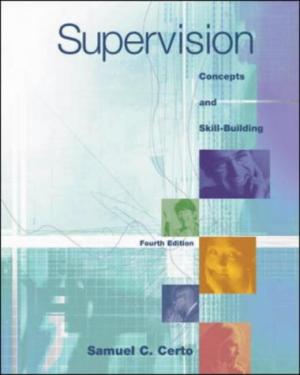 Supervision
Concepts
and
Skill-Building
Fourth Edition
Samuel C. Certo